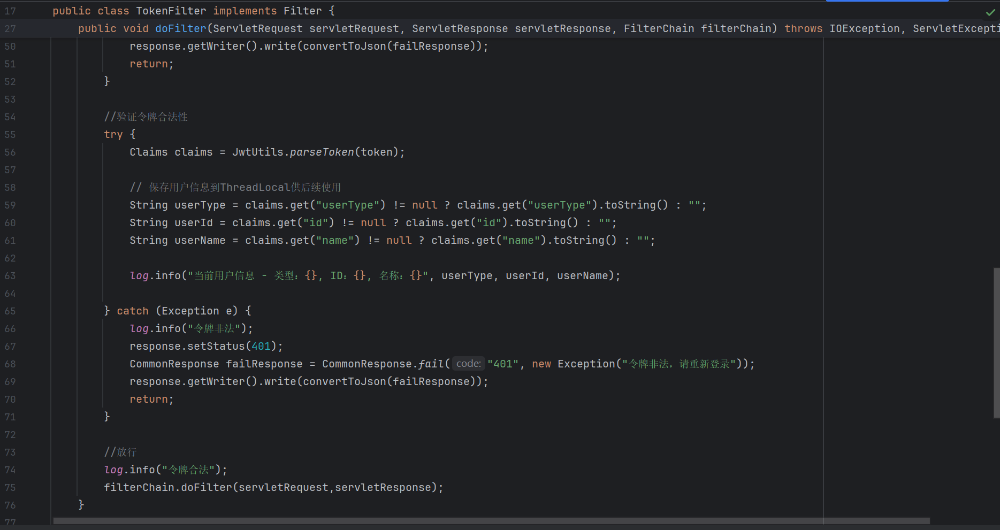 17 public class TokenFilter implements Filter {
27 public void doFilter(ServletRequest servletRequest, ServletResponse servletResponse, FilterChain filterChain) throws IOException, ServletExcepti
50 response.getWriter().write(convertToJson(failResponse));
51 return;
52 }
53
54 //验证令牌合法性
55 try {
56 Claims claims = JwtUtils.parseToken(token);
57
58 // 保存用户信息到ThreadLocal供后续使用
59 String userType = claims.get("userType") != null ? claims.get("userType").toString() : "";
60 String userId = claims.get("id") != null ? claims.get("id").toString() : "";
61 String userName = claims.get("name") != null ? claims.get("name").toString() : "";
62
63 log.info("当前用户信息 - 类型：{}, ID：{}, 名称：{}", userType, userId, userName);
64
65 } catch (Exception e) {
66 log.info("令牌非法");
67 response.setStatus(401);
68 CommonResponse failResponse = CommonResponse.fail( code: "401", new Exception("令牌非法，请重新登录"));
69 response.getWriter().write(convertToJson(failResponse));
70 return;
71 }
72
73 //放行
74 log.info("令牌合法");
75 filterChain.doFilter(servletRequest,servletResponse);
76 }
77